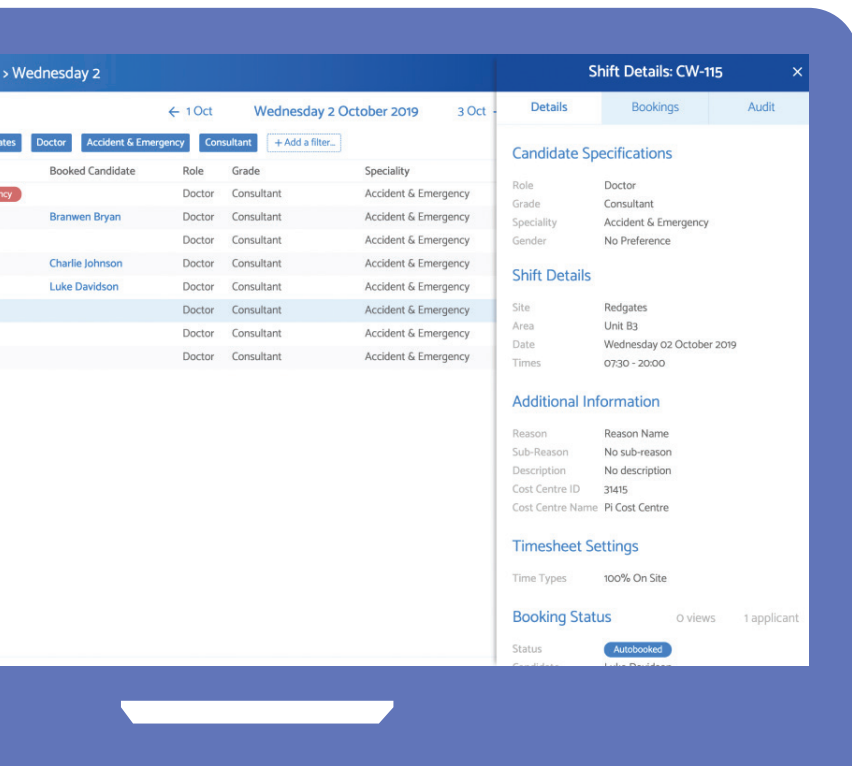 > Wednesday 2
← 1 Oct Wednesday 2 October 2019 3 Oct
Doctor Accident & Emergency Consultant + Add a filter...
Booked Candidate Role Grade Speciality
Doctor Consultant Accident & Emergency
Branwen Bryan Doctor Consultant Accident & Emergency
Doctor Consultant Accident & Emergency
Charlie Johnson Doctor Consultant Accident & Emergency
Luke Davidson Doctor Consultant Accident & Emergency
Doctor Consultant Accident & Emergency
Doctor Consultant Accident & Emergency
Doctor Consultant Accident & Emergency
Shift Details: CW-115 ×
Details Bookings Audit
Candidate Specifications
Role Doctor
Grade Consultant
Speciality Accident & Emergency
Gender No Preference
Shift Details
Site Redgates
Area Unit B3
Date Wednesday 02 October 2019
Times 07:30 - 20:00
Additional Information
Reason Reason Name
Sub-Reason No sub-reason
Description No description
Cost Centre ID 31415
Cost Centre Name Pi Cost Centre
Timesheet Settings
Time Types 100% On Site
Booking Status 0 views 1 applicant
Status Autobooked
Candidate Luke Davidson